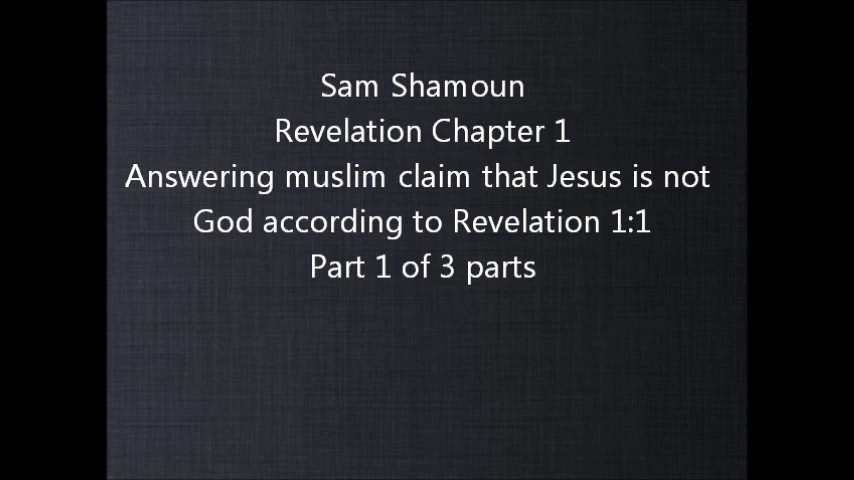 Sam Shamoun
Revelation Chapter 1
Answering muslim claim that Jesus is not
God according to Revelation 1:1
Part 1 of 3 parts